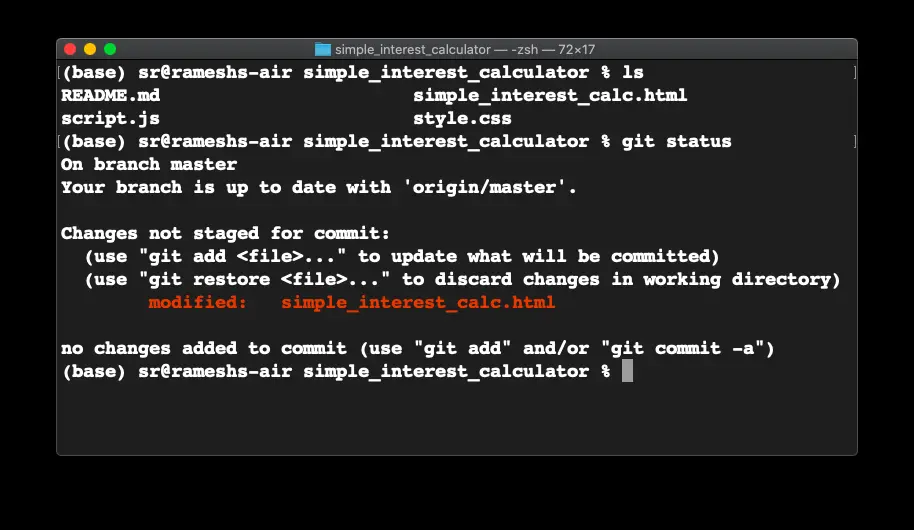 simple_interest_calculator — -zsh — 72×17
(base) sr@rameshs-air simple_interest_calculator % ls
README.md                       simple_interest_calc.html
script.js                       style.css
(base) sr@rameshs-air simple_interest_calculator % git status
On branch master
Your branch is up to date with 'origin/master'.

Changes not staged for commit:
  (use "git add <file>..." to update what will be committed)
  (use "git restore <file>..." to discard changes in working directory)
        modified:   simple_interest_calc.html

no changes added to commit (use "git add" and/or "git commit -a")
(base) sr@rameshs-air simple_interest_calculator %